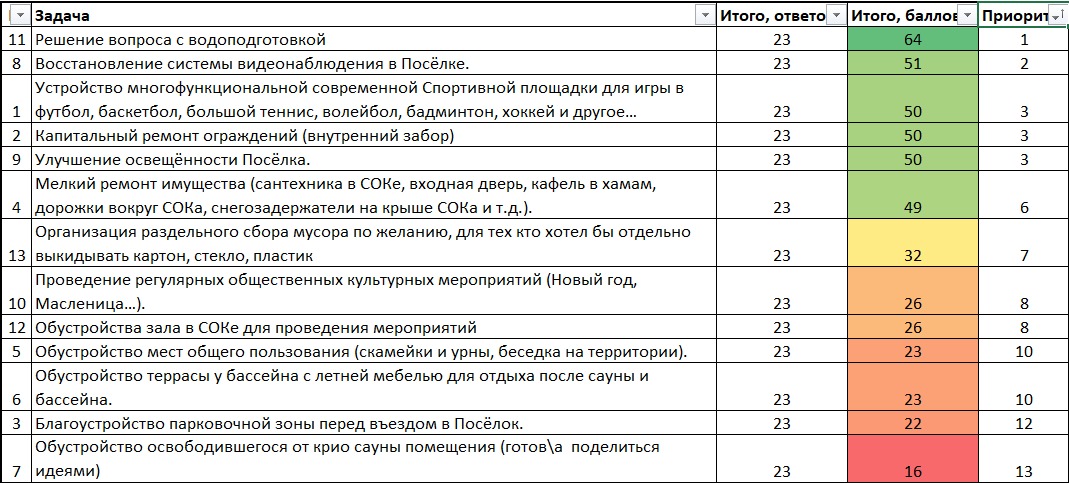 Задача Итого, ответо Итого, баллов Приорит
11 Решение вопроса с водоподготовкой 23 64 1
8 Восстановление системы видеонаблюдения в Посёлке. 23 51 2
Устройство многофункциональной современной Спортивной площадки для игры в
1 футбол, баскетбол, большой теннис, волейбол, бадминтон, хоккей и другое… 23 50 3
2 Капитальный ремонт ограждений (внутренний забор) 23 50 3
9 Улучшение освещённости Посёлка. 23 50 3
Мелкий ремонт имущества (сантехника в СОКе, входная дверь, кафель в хамам,
4 дорожки вокруг СОКа, снегозадержатели на крыше СОКа и т.д.). 23 49 6
Организация раздельного сбора мусора по желанию, для тех кто хотел бы отдельно
13 выкидывать картон, стекло, пластик 23 32 7
Проведение регулярных общественных культурных мероприятий (Новый год,
10 Масленица…). 23 26 8
12 Обустройства зала в СОКе для проведения мероприятий 23 26 8
5 Обустройство мест общего пользования (скамейки и урны, беседка на территории). 23 23 10
Обустройство террасы у бассейна с летней мебелью для отдыха после сауны и
6 бассейна. 23 23 10
3 Благоустройство парковочной зоны перед въездом в Посёлок. 23 22 12
Обустройство освободившегося от крио сауны помещения (готов\а поделиться
7 идеями) 23 16 13